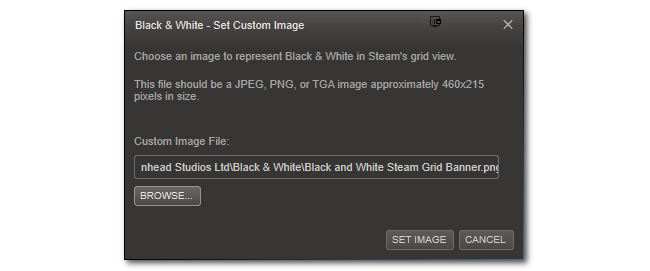 Black & White - Set Custom Image
Choose an image to represent Black & White in Steam's grid view.
This file should be a JPEG, PNG, or TGA image approximately 460x215
pixels in size.
Custom Image File:
nhead Studios Ltd\Black & White\Black and White Steam Grid Banner.png
BROWSE...
SET IMAGE
CANCEL